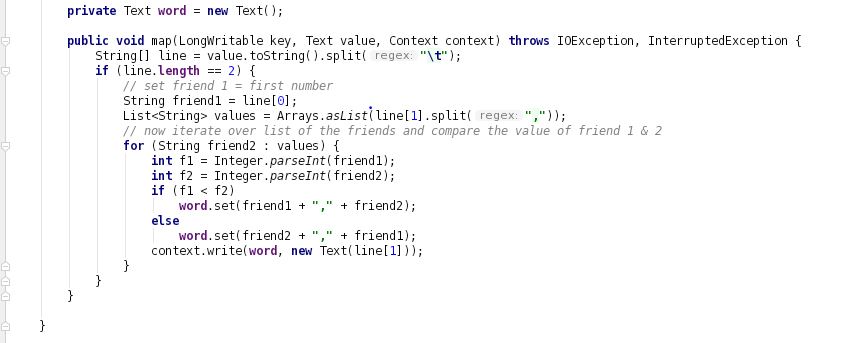 private Text word = new Text();
public void map(LongWritable key, Text value, Context context) throws IOException, InterruptedException {
String[] line = value.toString().split( regex: "\t");
if (line.length == 2) {
// set friend 1 = first number
String friend1 = line[0];
List<String> values = Arrays.asList(line[1].split( regex: ","));
// now iterate over list of the friends and compare the value of friend 1 & 2
for (String friend2 : values) {
int f1 = Integer.parseInt(friend1);
int f2 = Integer.parseInt(friend2);
if (f1 < f2)
word.set(friend1 + "," + friend2);
else
word.set(friend2 + "," + friend1);
context.write(word, new Text(line[1]));
}
}
}
}